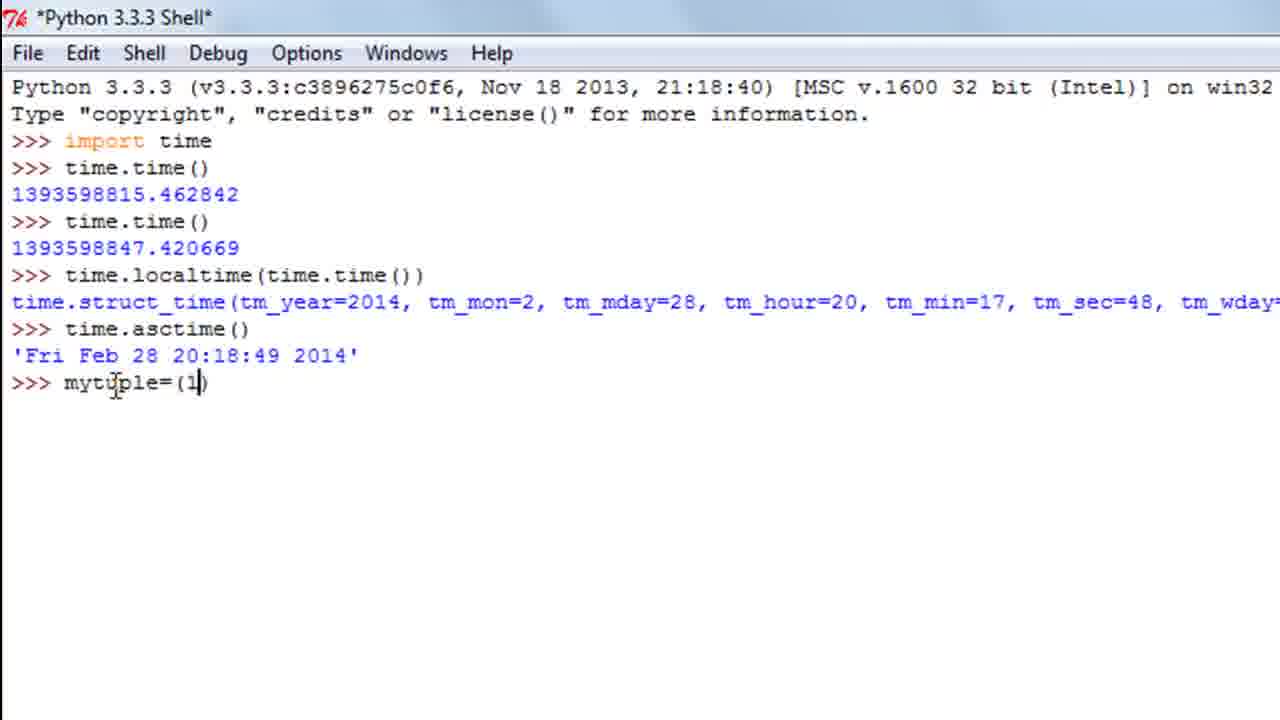 *Python 3.3.3 Shell*
File Edit Shell Debug Options Windows Help
Python 3.3.3 (v3.3.3:c3896275c0f6, Nov 18 2013, 21:18:40) [MSC v.1600 32 bit (Intel)] on win32
Type "copyright", "credits" or "license()" for more information.
>>> import time
>>> time.time()
1393598815.462842
>>> time.time()
1393598847.420669
>>> time.localtime(time.time())
time.struct_time(tm_year=2014, tm_mon=2, tm_mday=28, tm_hour=20, tm_min=17, tm_sec=48, tm_wday=
>>> time.asctime()
'Fri Feb 28 20:18:49 2014'
>>> mytuple=(1)